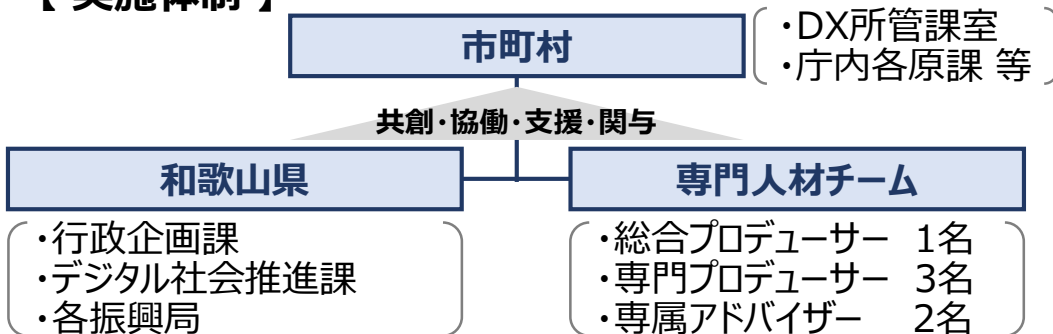 【 実施体制 】
市町村
・DX所管課室
・庁内各原課 等
共創・協働・支援・関与
和歌山県
専門人材チーム
・行政企画課
・デジタル社会推進課
・各振興局
・総合プロデューサー 1名
・専門プロデューサー 3名
・専属アドバイザー 2名